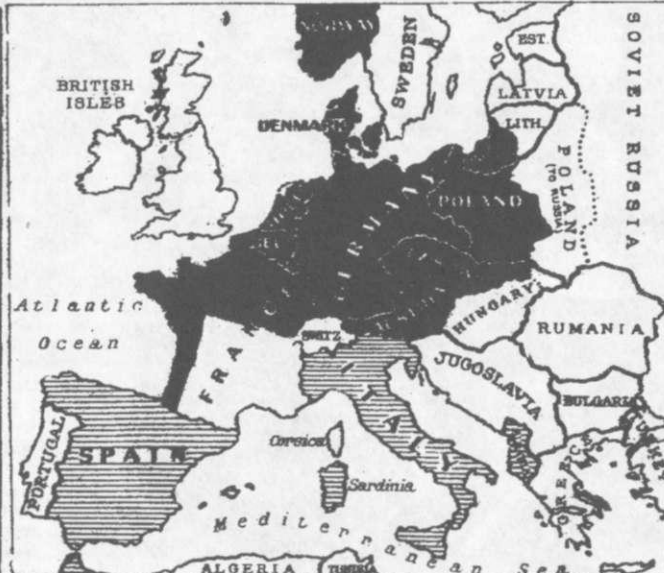 NORWAY
SWEDEN
EST.
LATVIA
LITH.
SOVIET RUSSIA
BRITISH
ISLES
DENMARK
POLAND
POLAND
(TO RUSSIA)
GERMANY
Atlantic
Ocean
FRANCE
SWITZ
HUNGARY
RUMANIA
JUGOSLAVIA
BULGARIA
ITALY
PORTUGAL
SPAIN
Corsica
Sardinia
GREECE
Mediterranean Sea
ALGERIA
TUNISIA